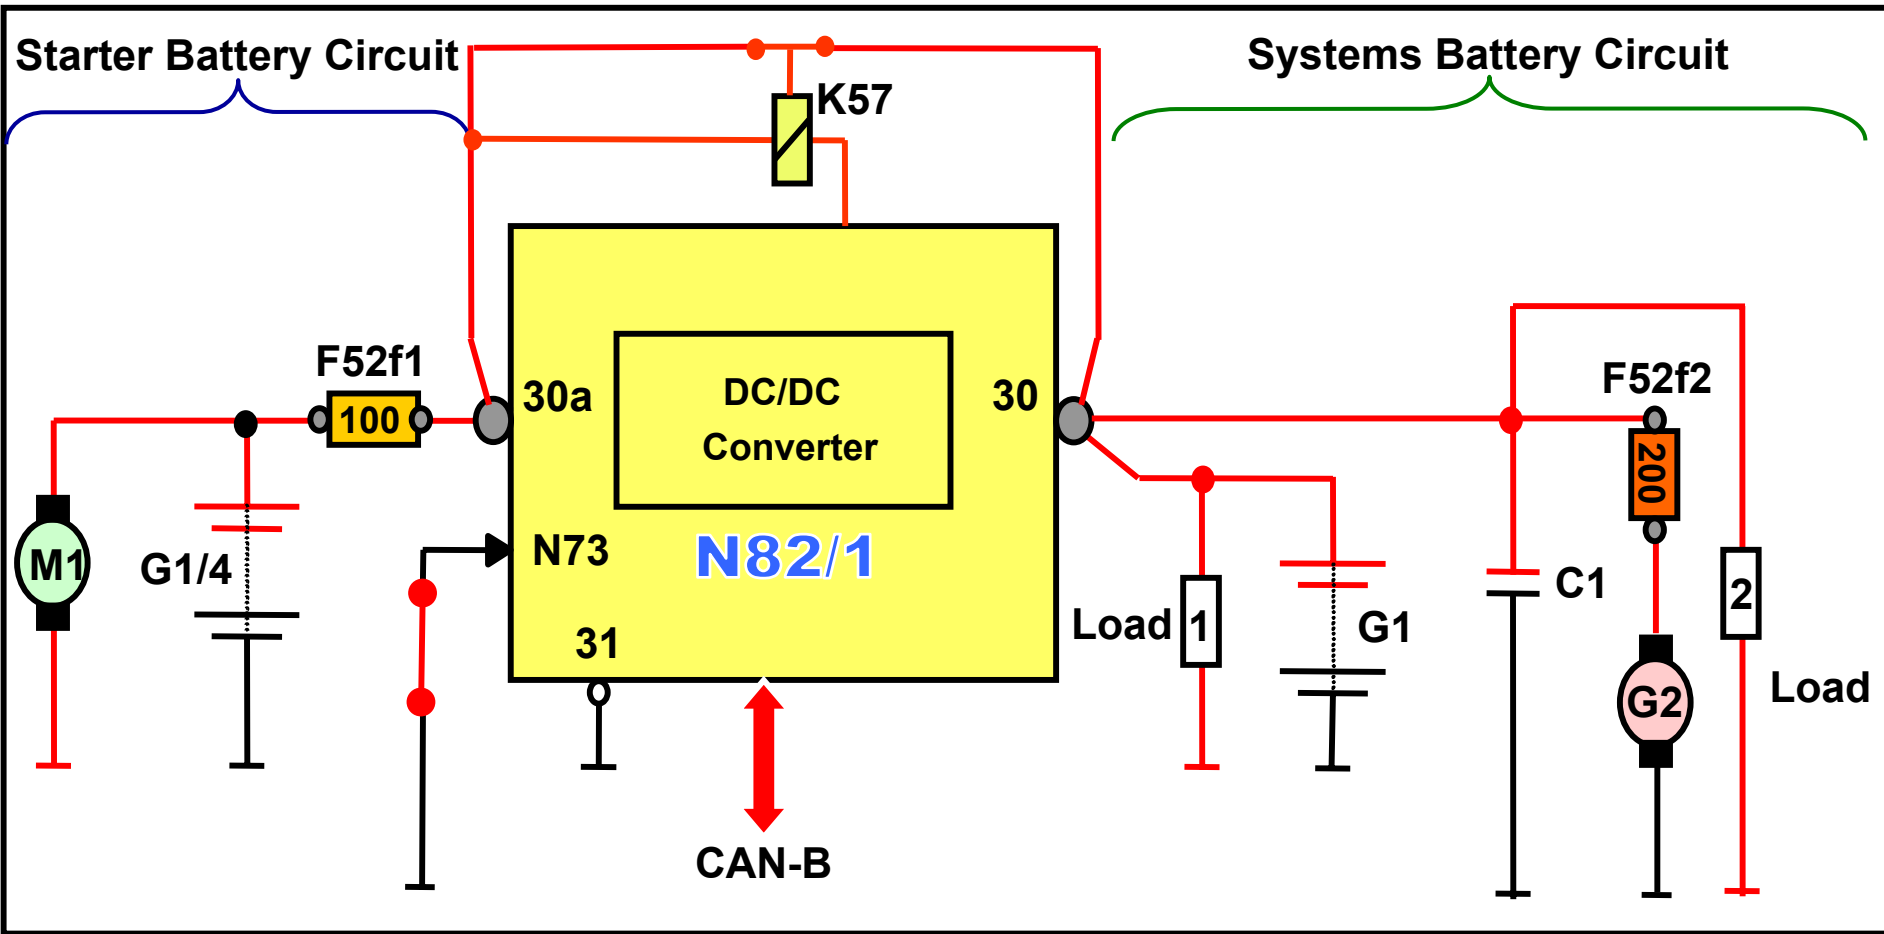 Starter Battery Circuit
Systems Battery Circuit
K57
F52f1
100
30a
DC/DC
Converter
30
F52f2
200
N73
N82/1
M1
G1/4
31
Load 1
G1
C1
G2
2
Load
CAN-B